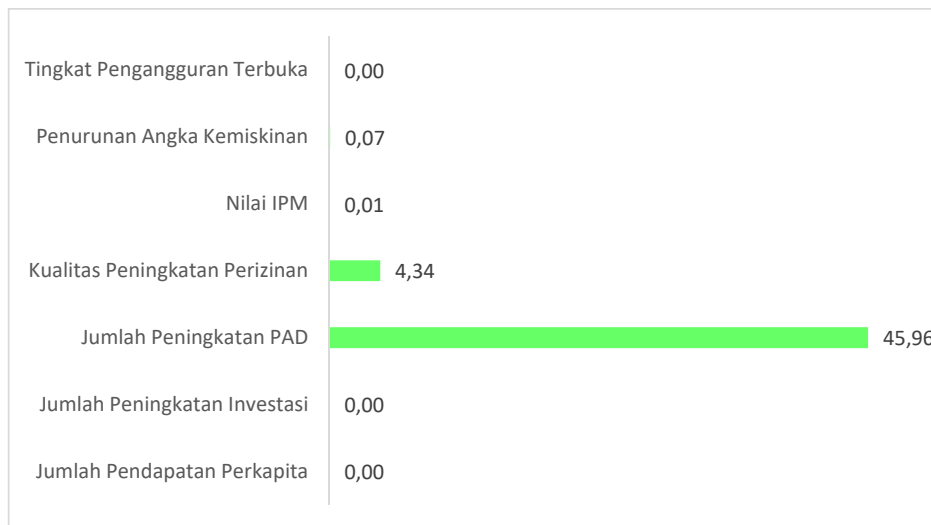 Tingkat Pengangguran Terbuka 0,00
Penurunan Angka Kemiskinan 0,07
Nilai IPM 0,01
Kualitas Peningkatan Perizinan 4,34
Jumlah Peningkatan PAD 45,96
Jumlah Peningkatan Investasi 0,00
Jumlah Pendapatan Perkapita 0,00